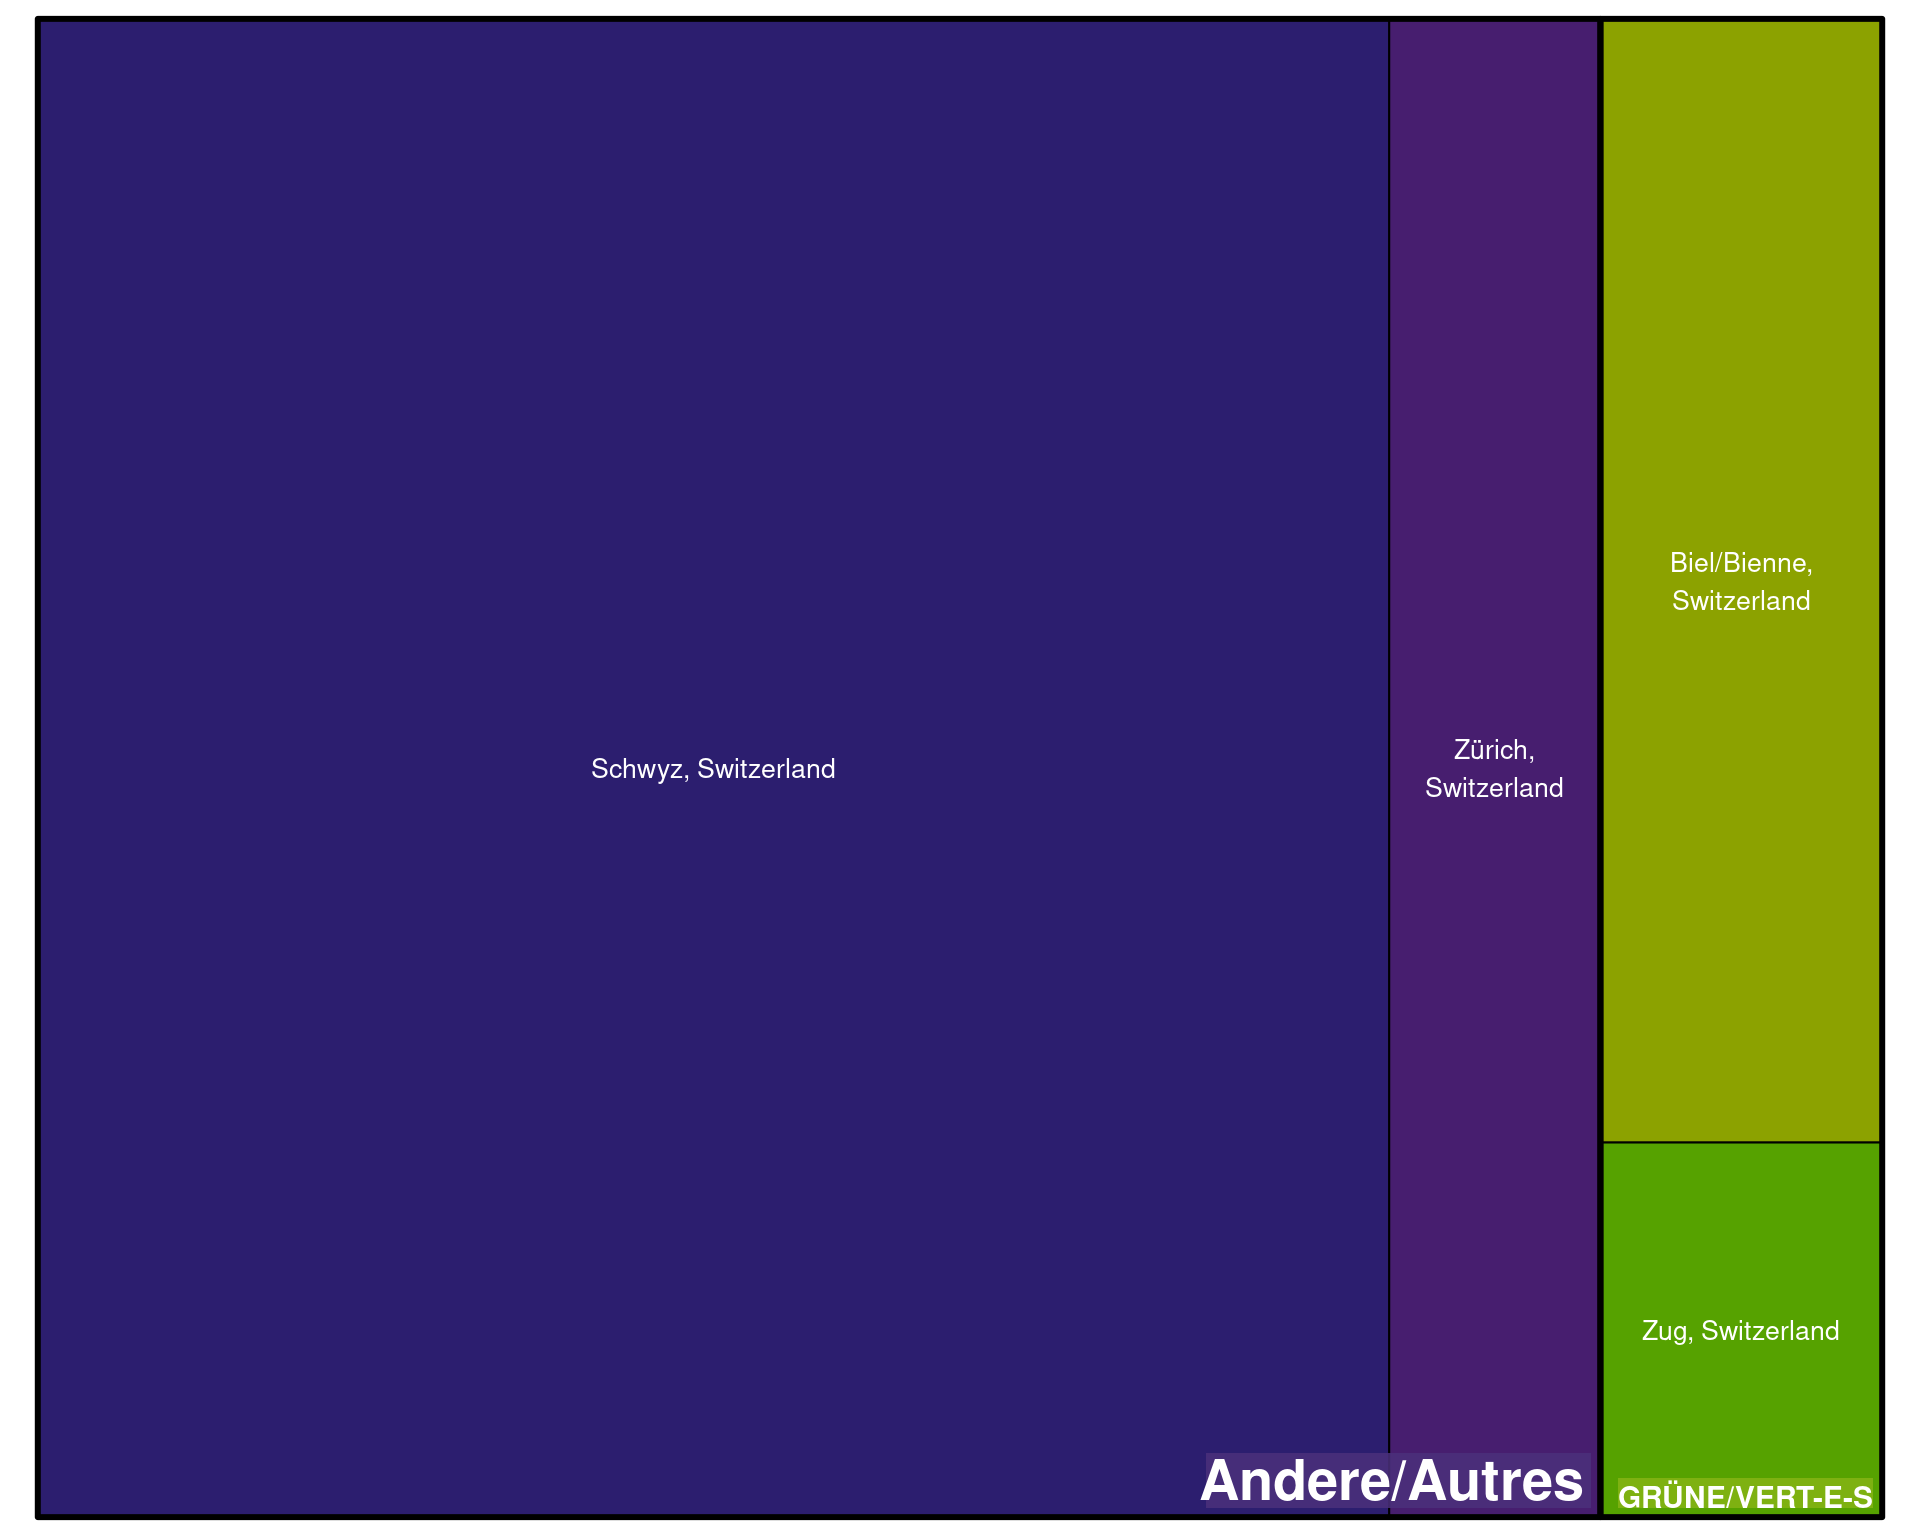 Schwyz, Switzerland
Zürich,
Switzerland
Andere/Autres
Biel/Bienne,
Switzerland
Zug, Switzerland
GRÜNE/VERT-E-S